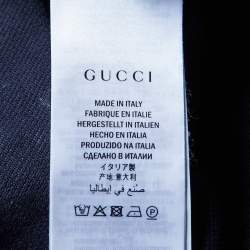 GUCCI
MADE IN ITALY
FABRIQUE EN ITALIE
HERGESTELLT IN ITALIEN
HECHO EN ITALIA
PRODUZIDO NA ITALIA
СДЕЛАНО В ИТАЛИИ
イタリア製
产地 意大利
صنع في إيطاليا